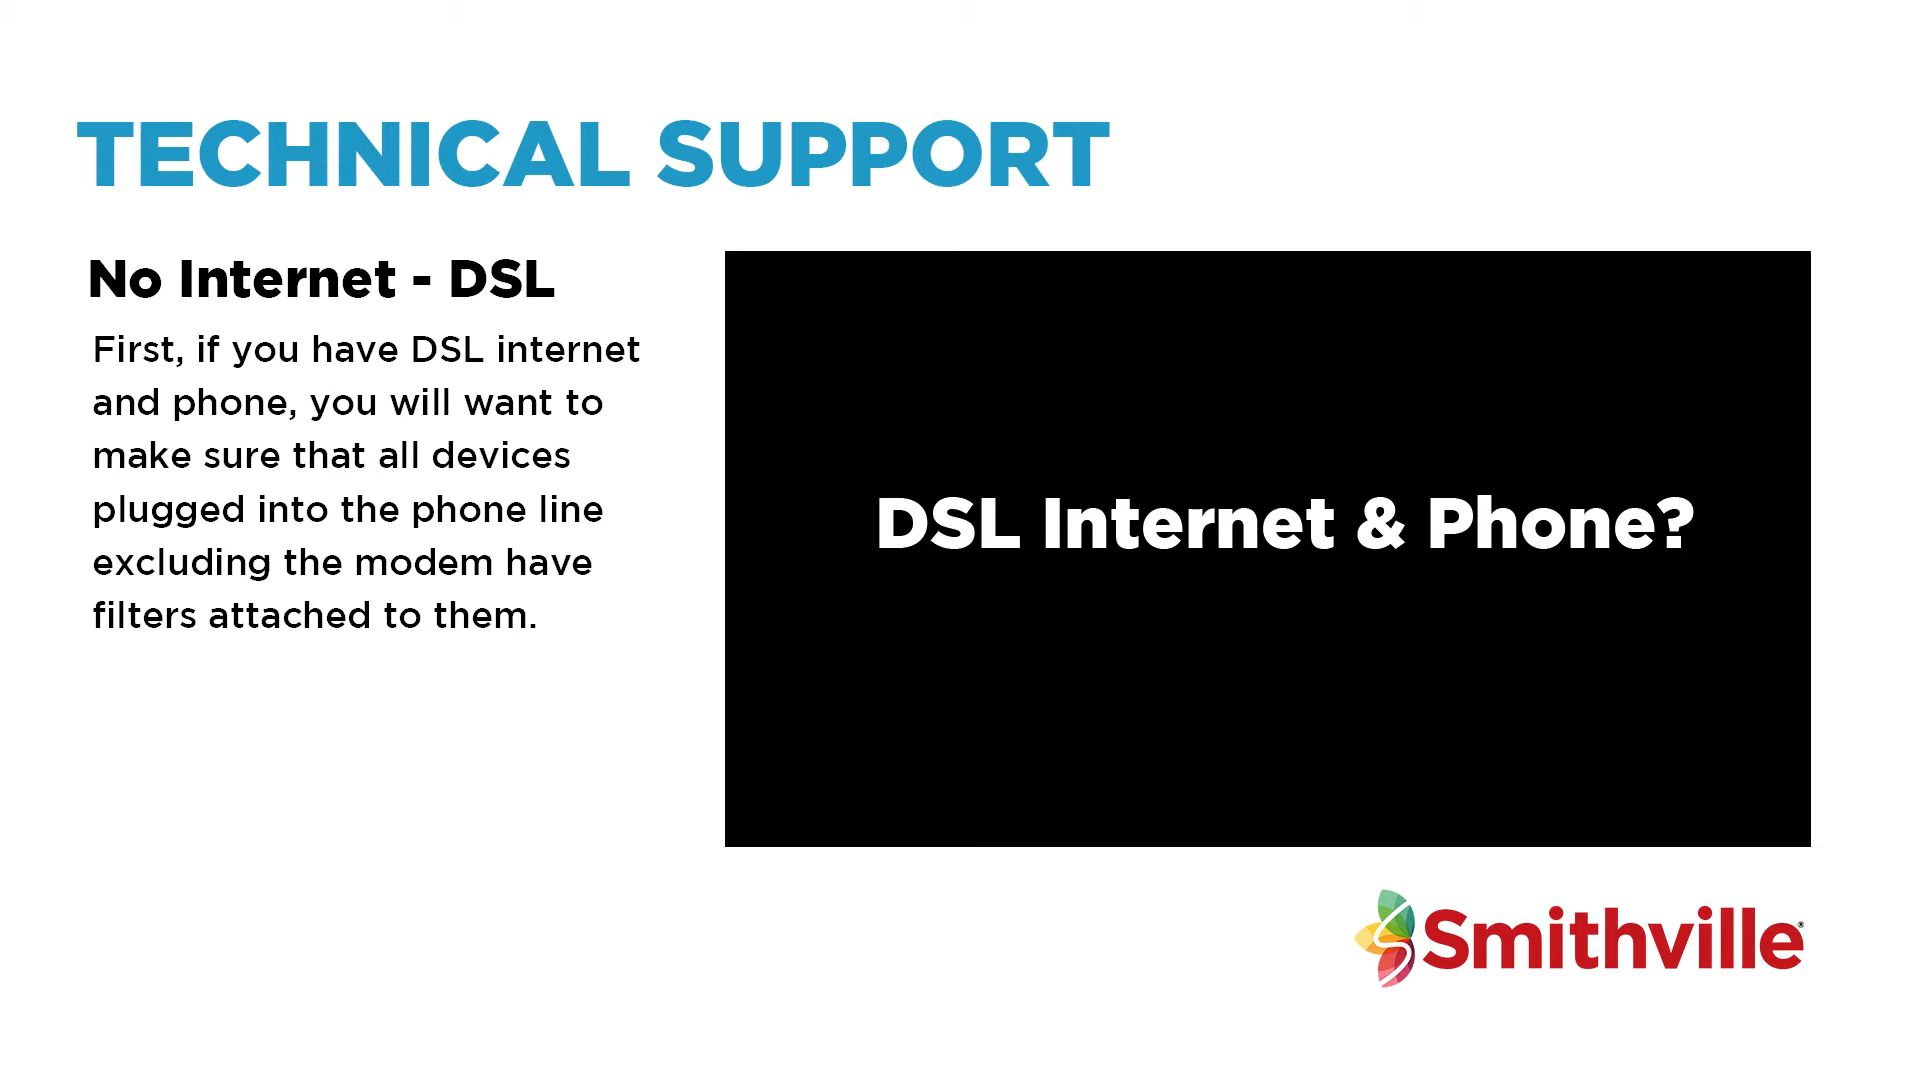 TECHNICAL SUPPORT
No Internet - DSL
First, if you have DSL internet
and phone, you will want to
make sure that all devices
plugged into the phone line
excluding the modem have
filters attached to them.
DSL Internet & Phone?
Smithville®